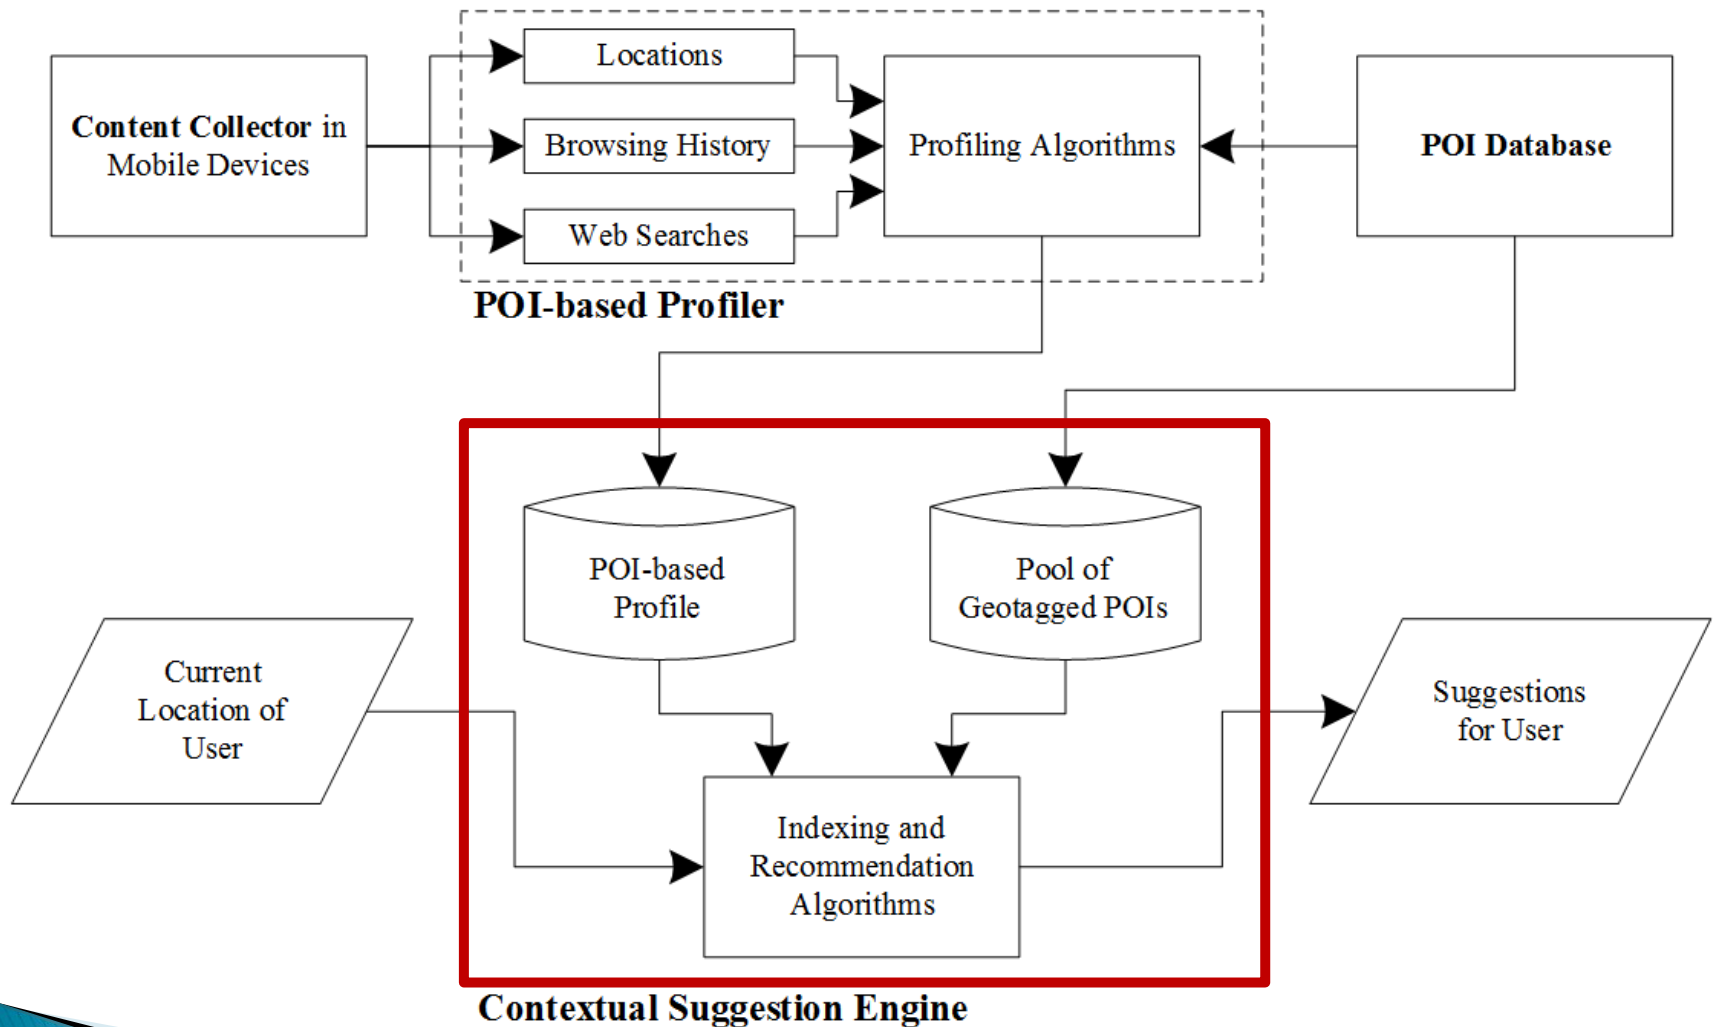 Locations
Content Collector in
Mobile Devices
Browsing History
Profiling Algorithms
POI Database
Web Searches
POI-based Profiler
POI-based
Profile
Pool of
Geotagged POIs
Current
Location of
User
Suggestions
for User
Indexing and
Recommendation
Algorithms
Contextual Suggestion Engine